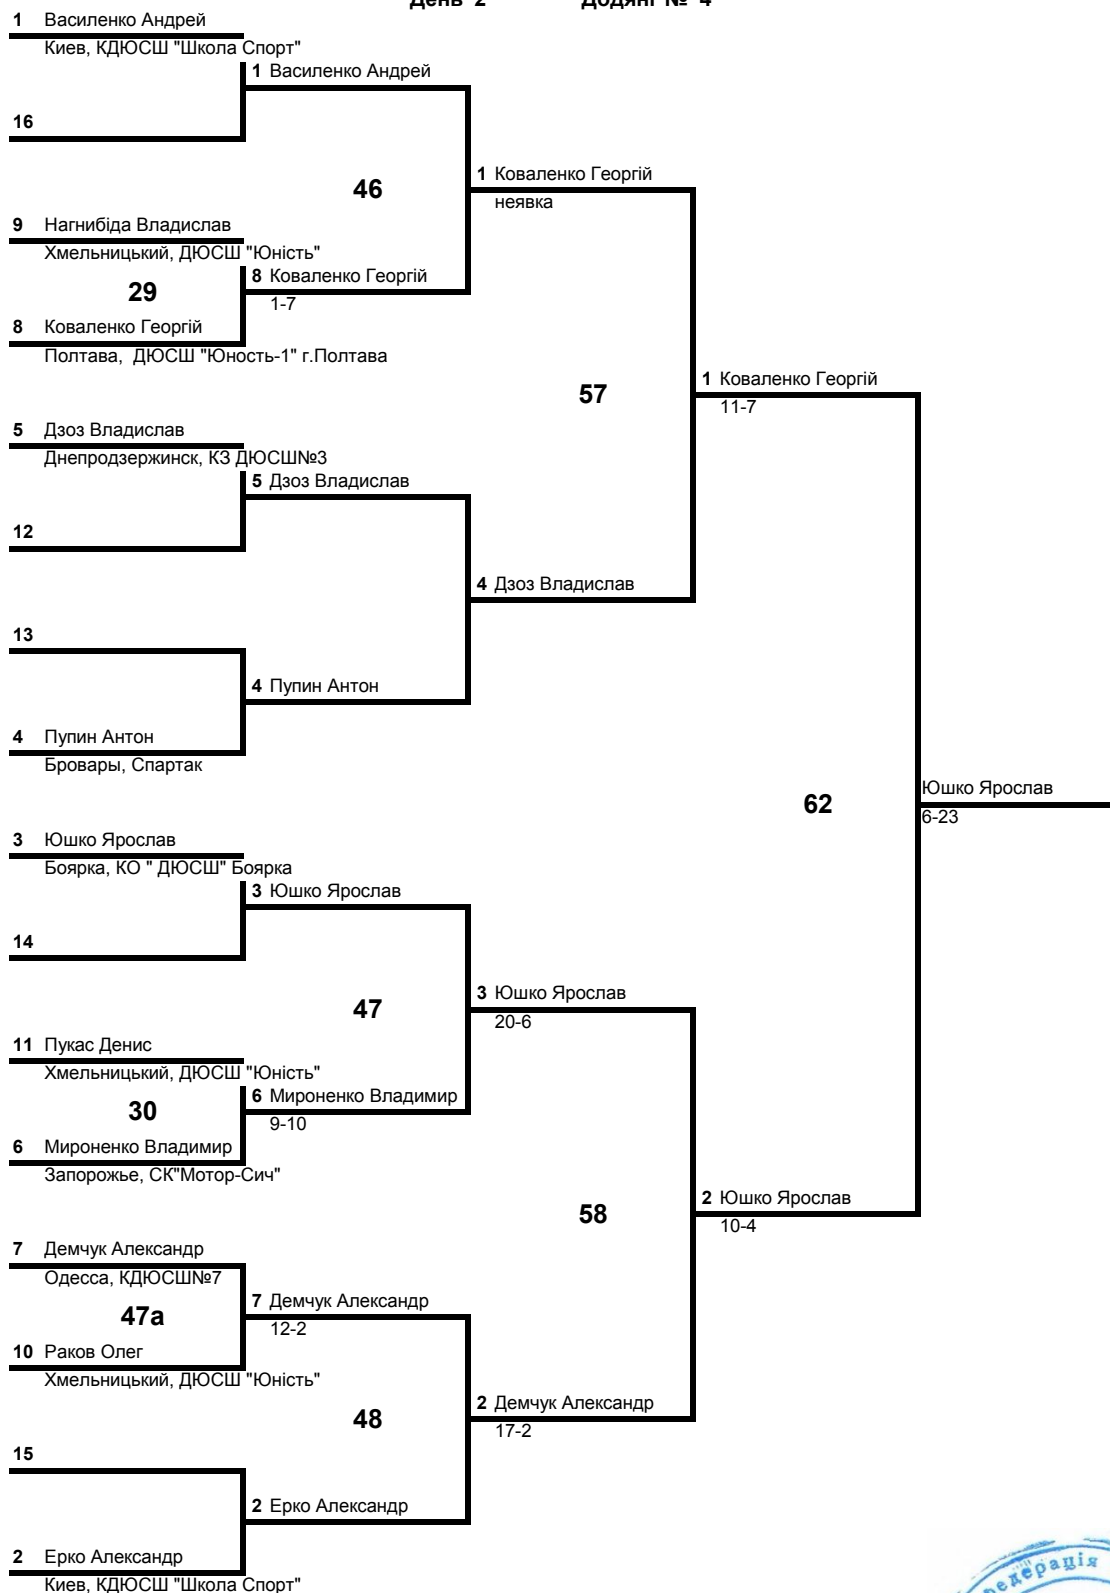 День 2 Додянг № 4
1 Василенко Андрей
Киев, КДЮСШ "Школа Спорт"
1 Василенко Андрей
16
1 Коваленко Георгій
46
неявка
9 Нагнибіда Владислав
Хмельницький, ДЮСШ "Юність"
8 Коваленко Георгій
29
1-7
8 Коваленко Георгій
Полтава, ДЮСШ "Юность-1" г.Полтава
1 Коваленко Георгій
57
11-7
5 Дзоз Владислав
Днепродзержинск, КЗ ДЮСШ№3
5 Дзоз Владислав
12
4 Дзоз Владислав
13
4 Пупин Антон
4 Пупин Антон
Бровары, Спартак
Юшко Ярослав
62
6-23
3 Юшко Ярослав
Боярка, КО " ДЮСШ" Боярка
3 Юшко Ярослав
14
3 Юшко Ярослав
47
20-6
11 Пукас Денис
Хмельницький, ДЮСШ "Юність"
6 Мироненко Владимир
30
9-10
6 Мироненко Владимир
Запорожье, СК"Мотор-Сич"
2 Юшко Ярослав
58
10-4
7 Демчук Александр
Одесса, КДЮСШ№7
7 Демчук Александр
47а
12-2
10 Раков Олег
Хмельницький, ДЮСШ "Юність"
2 Демчук Александр
48
17-2
15
2 Ерко Александр
2 Ерко Александр
Киев, КДЮСШ "Школа Спорт"